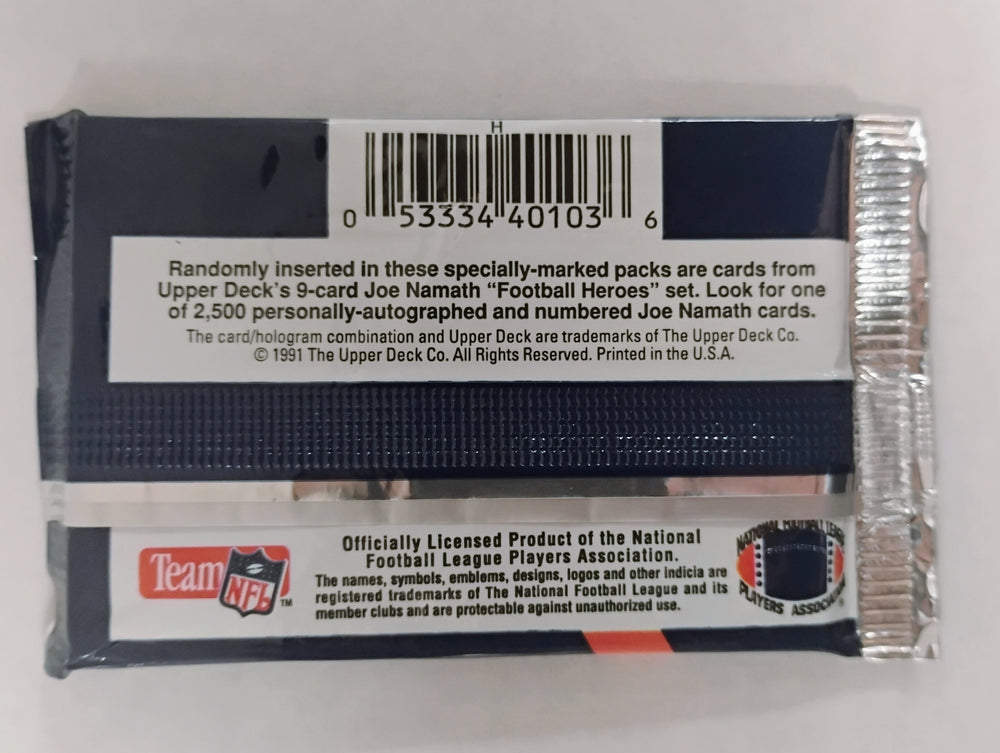 H
0 53334 40103 6
Randomly inserted in these specially-marked packs are cards from
Upper Deck's 9-card Joe Namath "Football Heroes" set. Look for one
of 2,500 personally-autographed and numbered Joe Namath cards.
The card/hologram combination and Upper Deck are trademarks of The Upper Deck Co.
© 1991 The Upper Deck Co. All Rights Reserved. Printed in the U.S.A.
Team NFL ™
Officially Licensed Product of the National
Football League Players Association.
The names, symbols, emblems, designs, logos and other indicia are
registered trademarks of The National Football League and its
member clubs and are protectable against unauthorized use.
NATIONAL FOOTBALL LEAGUE
PLAYERS ASSOCIATION